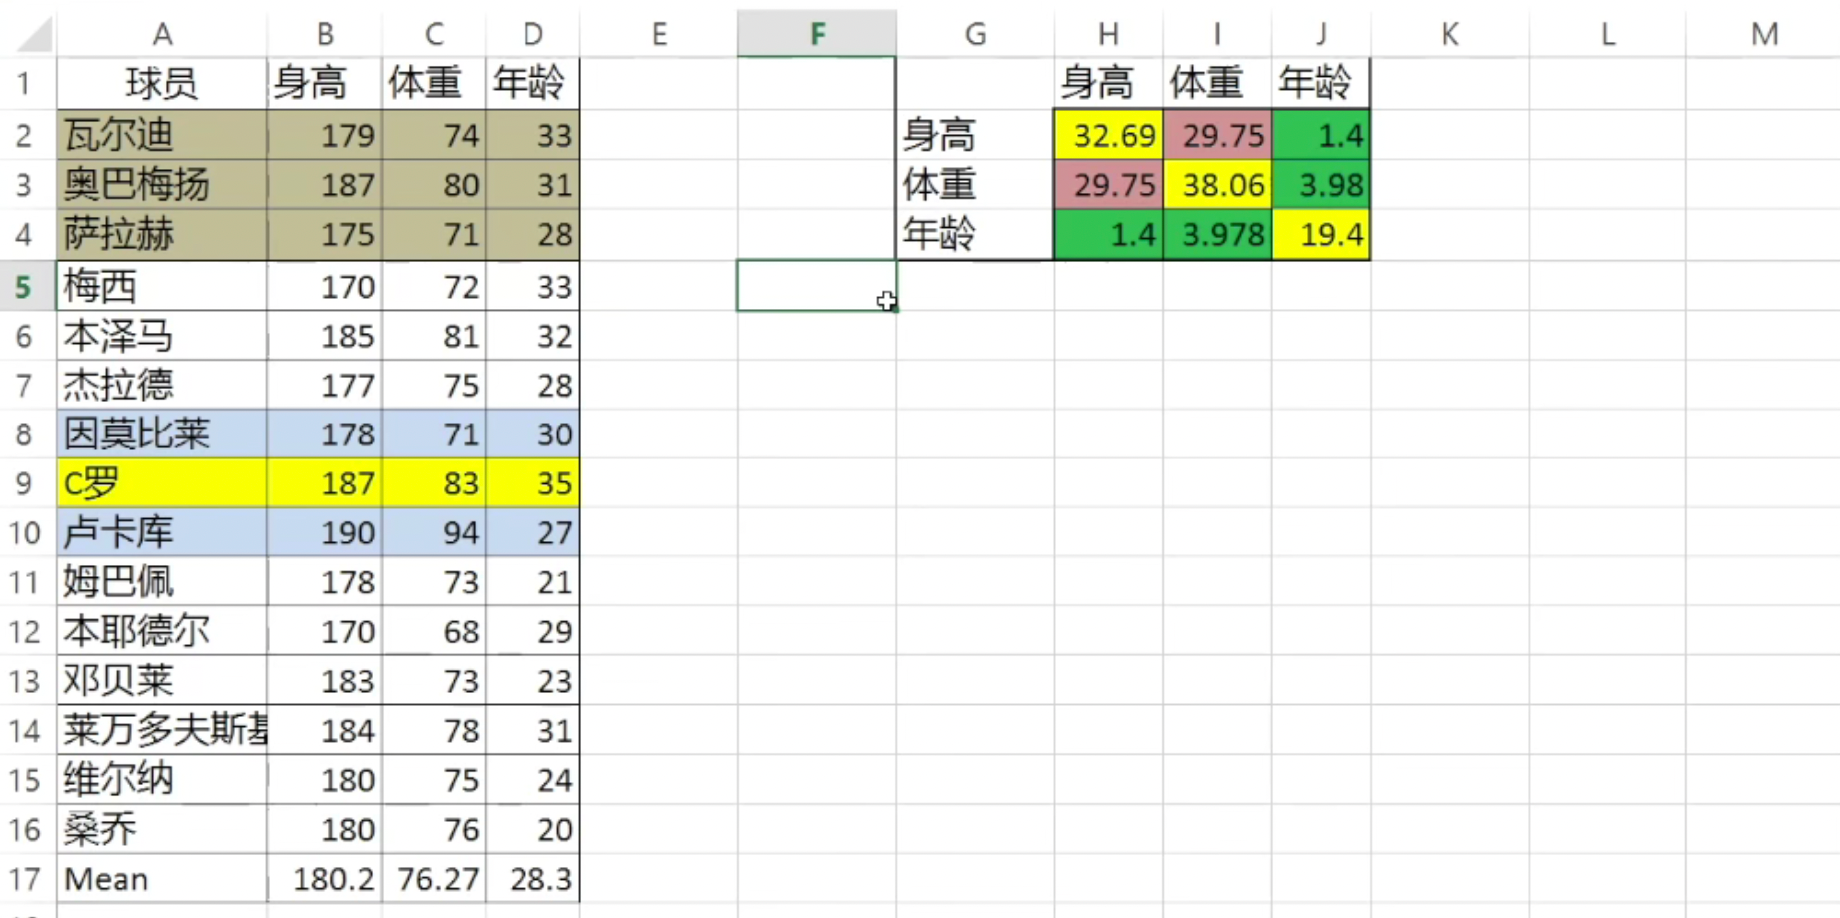 A B C D E F G H I J K L M
1 球员 身高 体重 年龄 身高 体重 年龄
2 瓦尔迪 179 74 33 身高 32.69 29.75 1.4
3 奥巴梅扬 187 80 31 体重 29.75 38.06 3.98
4 萨拉赫 175 71 28 年龄 1.4 3.978 19.4
5 梅西 170 72 33
6 本泽马 185 81 32
7 杰拉德 177 75 28
8 因莫比莱 178 71 30
9 C罗 187 83 35
10 卢卡库 190 94 27
11 姆巴佩 178 73 21
12 本耶德尔 170 68 29
13 邓贝莱 183 73 23
14 莱万多夫斯基 184 78 31
15 维尔纳 180 75 24
16 桑乔 180 76 20
17 Mean 180.2 76.27 28.3